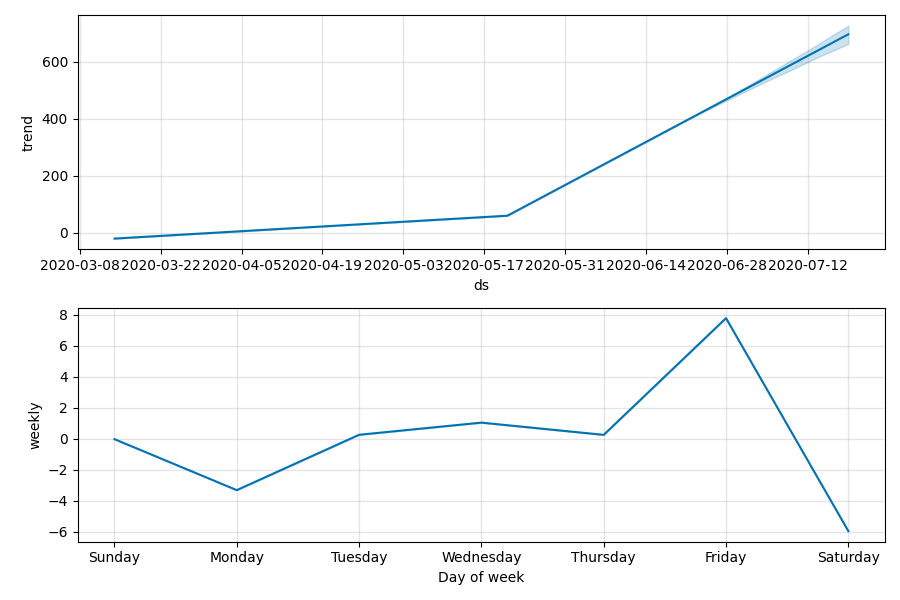 600
400
200
0
trend
2020-03-08 2020-03-22 2020-04-05 2020-04-19 2020-05-03 2020-05-17 2020-05-31 2020-06-14 2020-06-28 2020-07-12
ds
8
6
4
2
0
−2
−4
−6
weekly
Sunday Monday Tuesday Wednesday Thursday Friday Saturday
Day of week